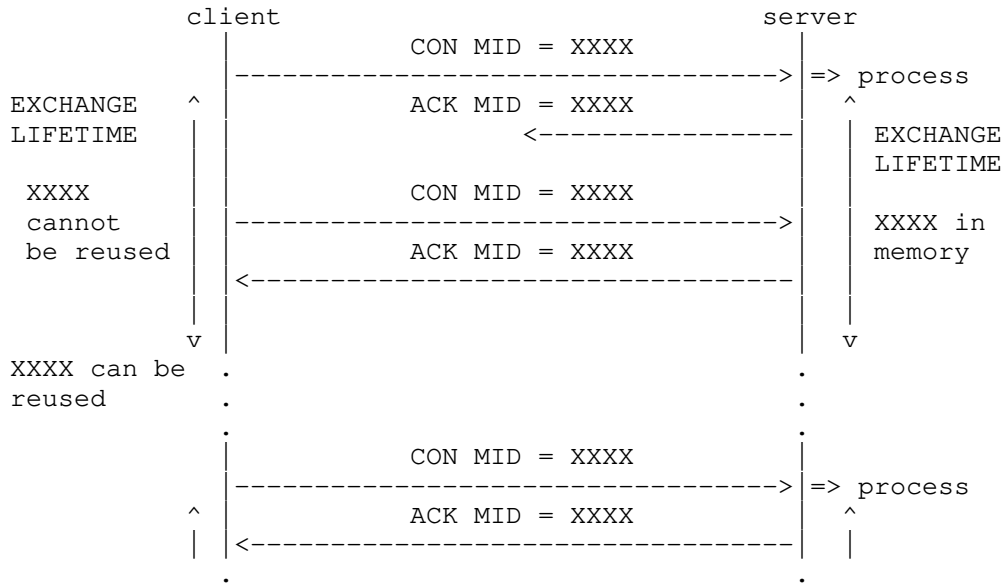 client server
CON MID = XXXX
=> process
EXCHANGE ACK MID = XXXX
LIFETIME EXCHANGE
LIFETIME
XXXX CON MID = XXXX
cannot XXXX in
be reused ACK MID = XXXX memory
XXXX can be
reused
CON MID = XXXX
=> process
ACK MID = XXXX